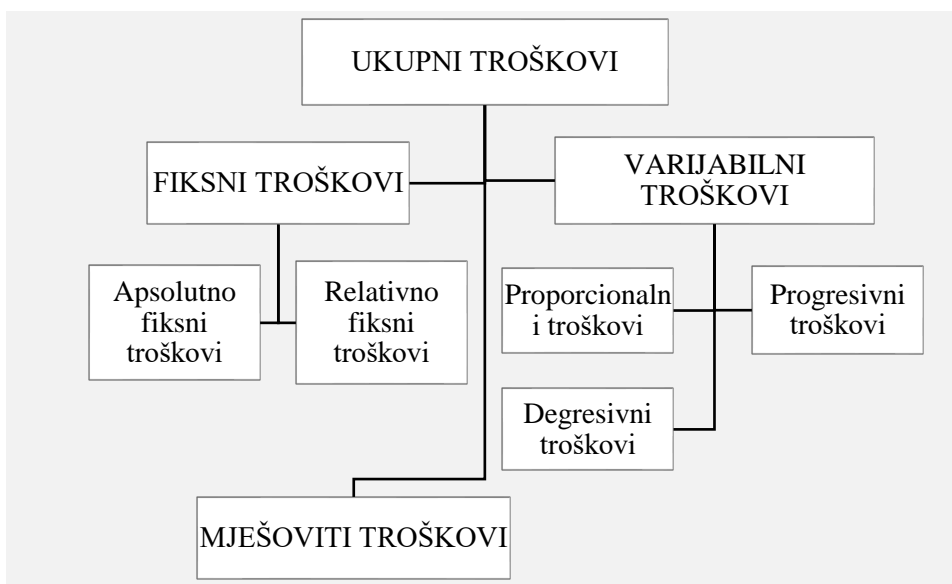 UKUPNI TROŠKOVI
FIKSNI TROŠKOVI
VARIJABILNI
TROŠKOVI
Apsolutno
fiksni
troškovi
Relativno
fiksni
troškovi
Proporcionaln
i troškovi
Progresivni
troškovi
Degresivni
troškovi
MJEŠOVITI TROŠKOVI